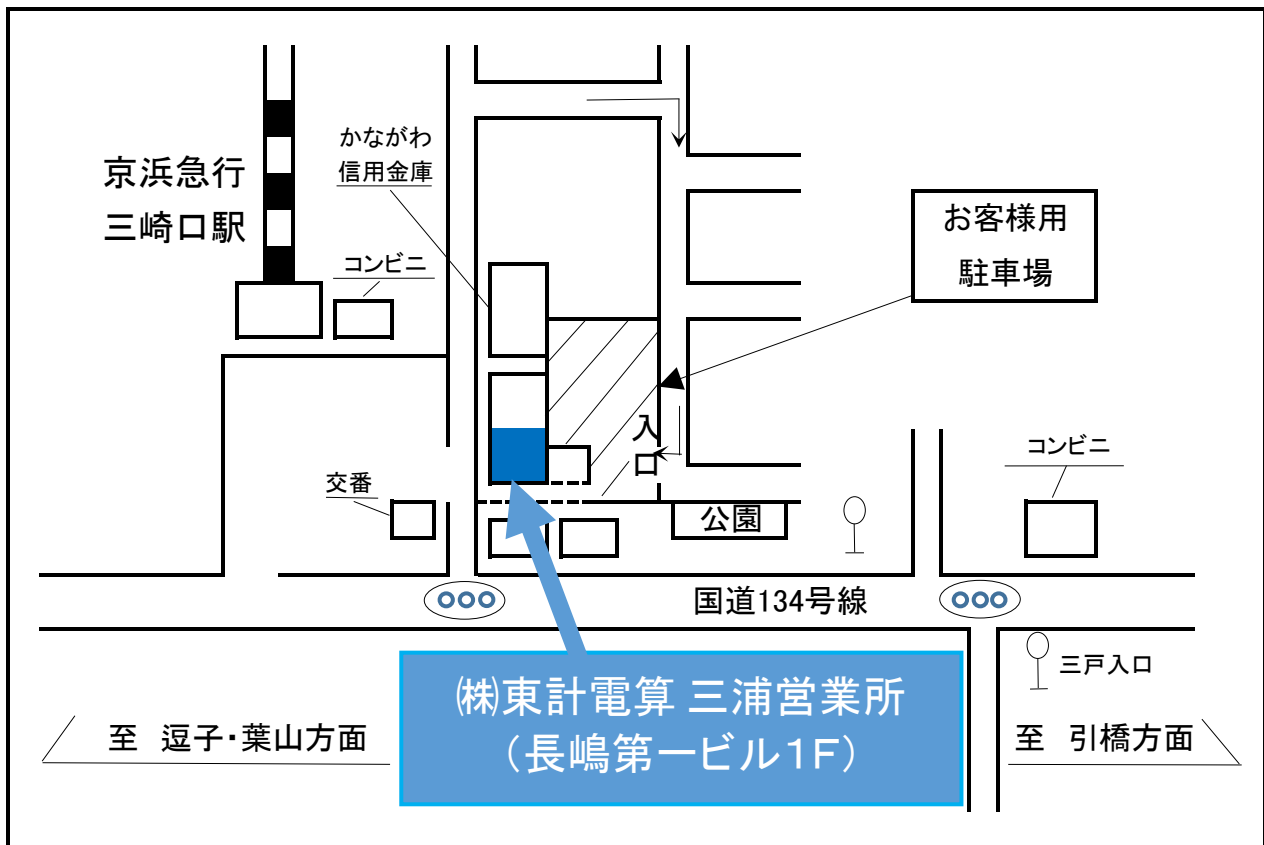 かながわ
信用金庫
京浜急行
三崎口駅
お客様用
駐車場
コンビニ
入
口
コンビニ
交番
公園
国道134号線
三戸入口
㈱東計電算 三浦営業所
(長嶋第一ビル1F)
至 逗子・葉山方面
至 引橋方面